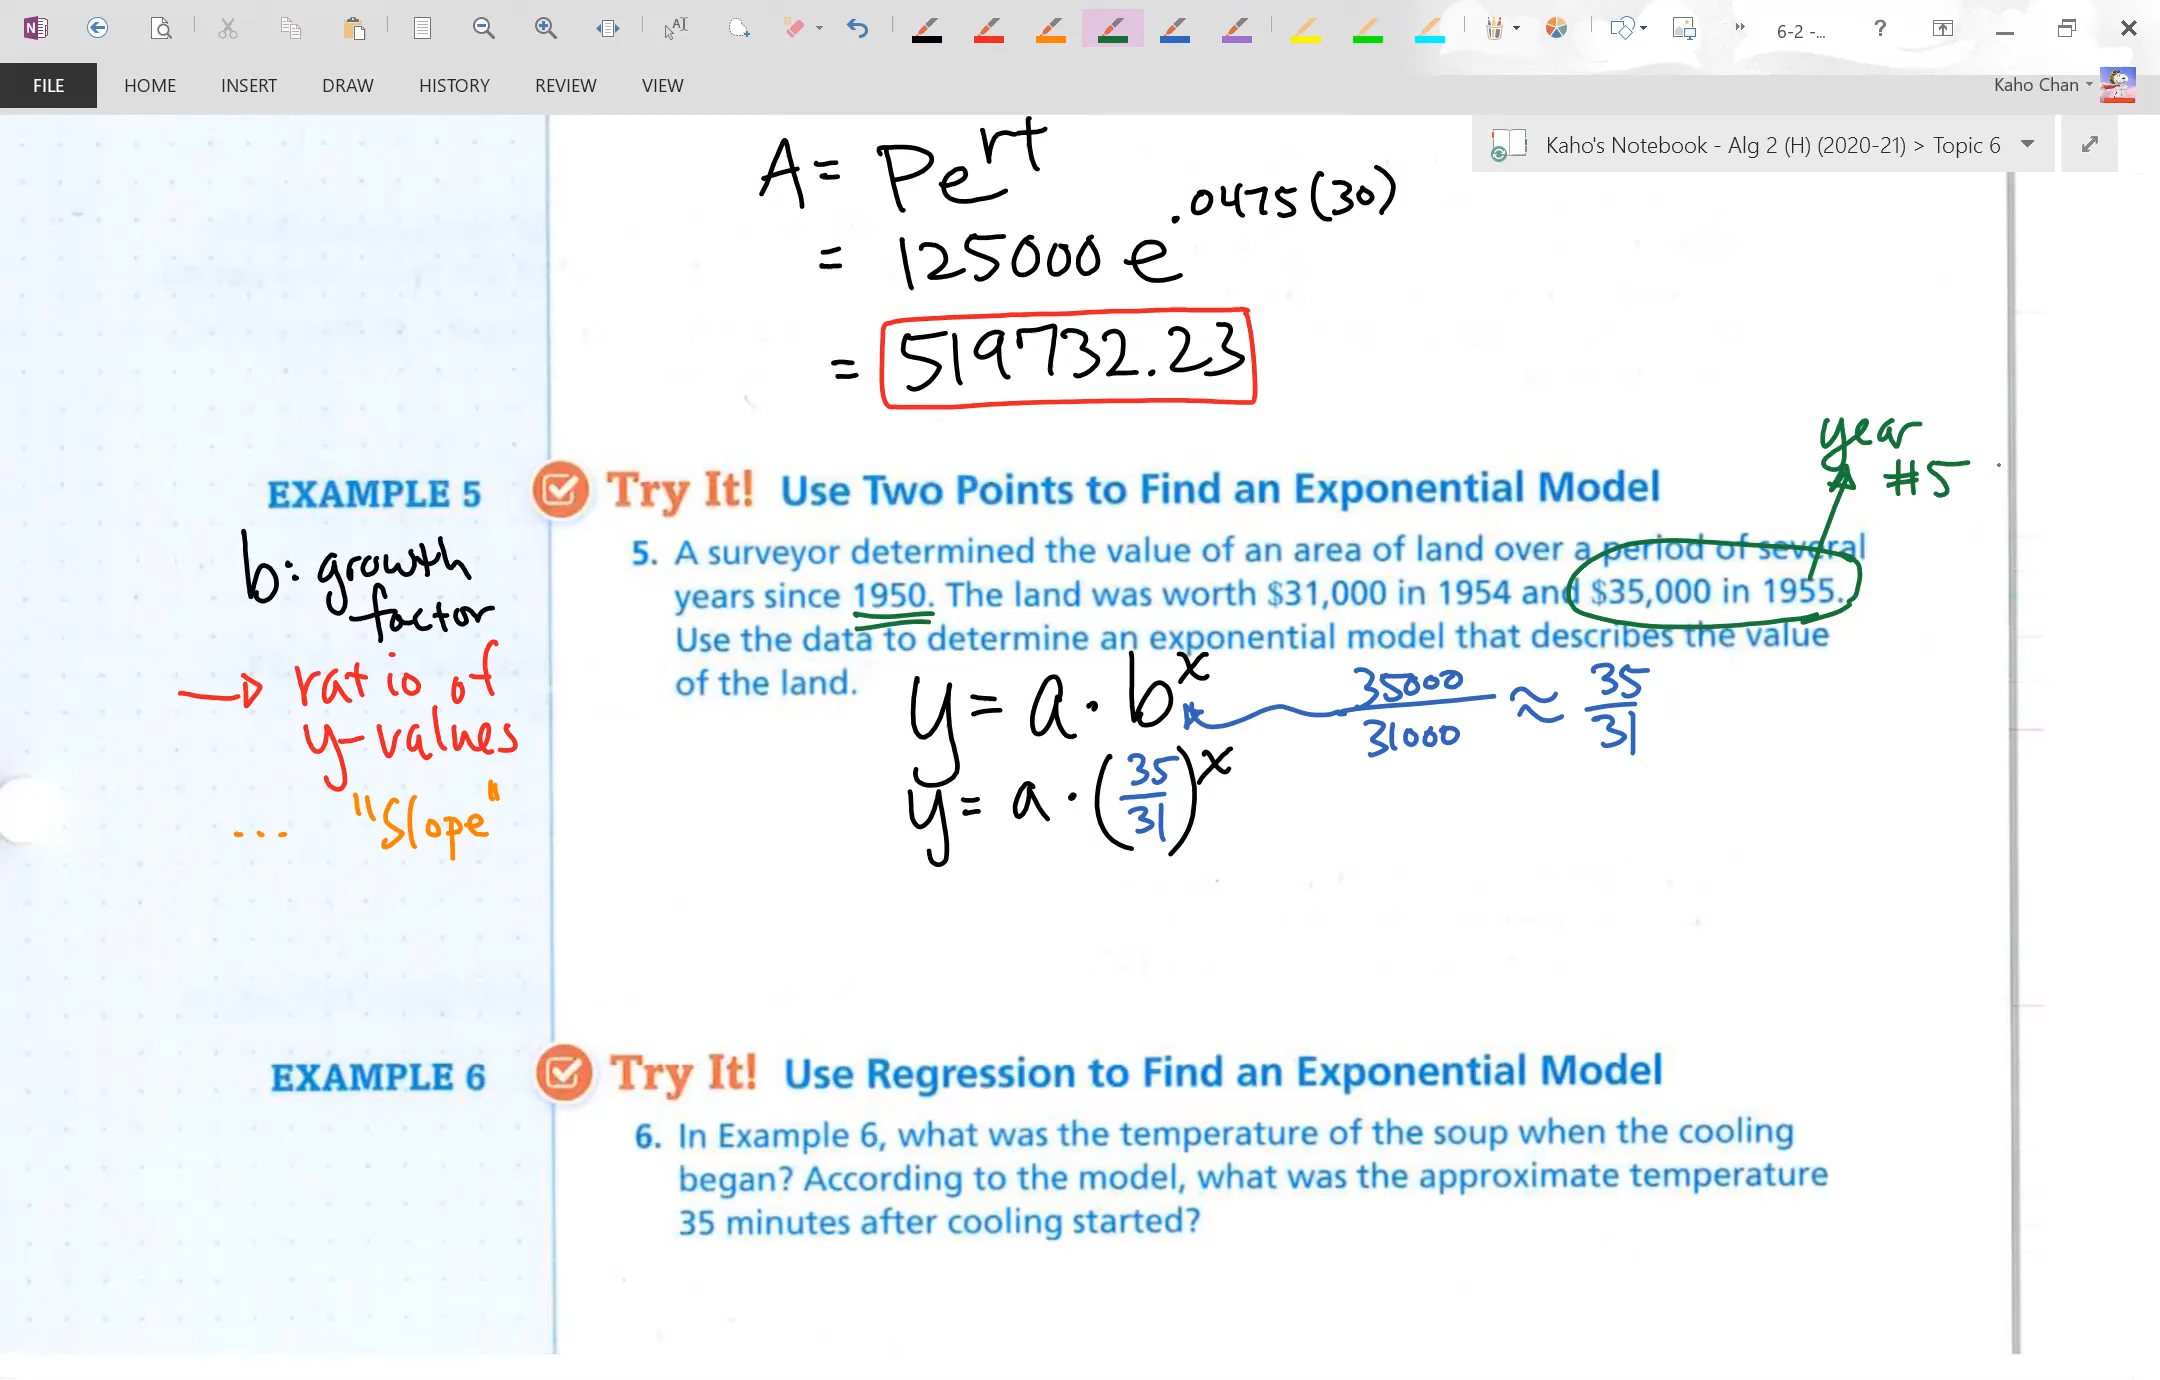 6-2 -...
?
FILE
HOME
INSERT
DRAW
HISTORY
REVIEW
VIEW
Kaho Chan
Kaho's Notebook - Alg 2 (H) (2020-21) > Topic 6
A = Pe^rt
= 125000 e^.0475(30)
= 519732.23
year
#5
EXAMPLE 5
Try It! Use Two Points to Find an Exponential Model
5. A surveyor determined the value of an area of land over a period of several
years since 1950. The land was worth $31,000 in 1954 and $35,000 in 1955.
Use the data to determine an exponential model that describes the value
of the land.
b: growth
factor
→ ratio of
y-values
... "Slope"
y = a · b^x
35000/31000 ≈ 35/31
y = a · (35/31)^x
EXAMPLE 6
Try It! Use Regression to Find an Exponential Model
6. In Example 6, what was the temperature of the soup when the cooling
began? According to the model, what was the approximate temperature
35 minutes after cooling started?